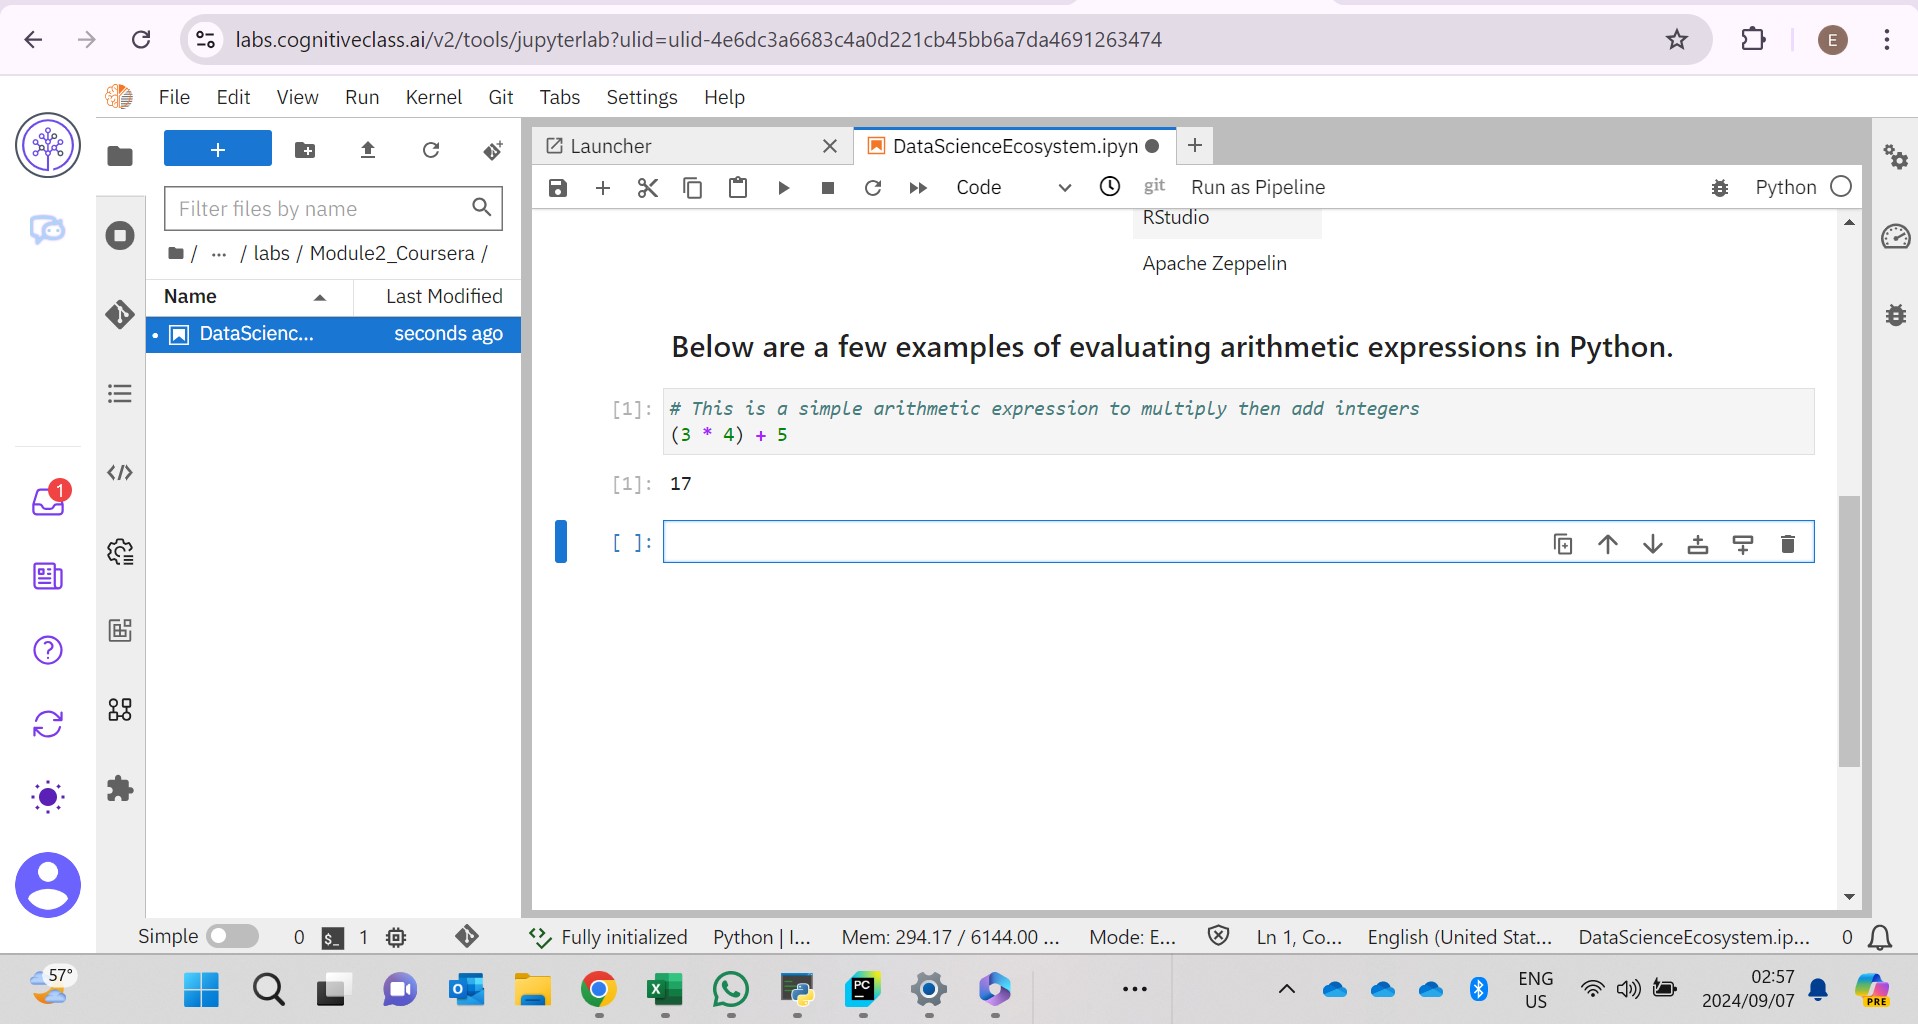 labs.cognitiveclass.ai/v2/tools/jupyterlab?ulid=ulid-4e6dc3a6683c4a0d221cb45bb6a7da4691263474
E
File Edit View Run Kernel Git Tabs Settings Help
+
Launcher
DataScienceEcosystem.ipyn
Code
git
Run as Pipeline
Python
Filter files by name
/ ... / labs / Module2_Coursera /
Name Last Modified
DataScienc... seconds ago
RStudio
Apache Zeppelin
Below are a few examples of evaluating arithmetic expressions in Python.
[1]: # This is a simple arithmetic expression to multiply then add integers
(3 * 4) + 5
[1]: 17
[ ]:
1
Simple 0 $_ 1 Fully initialized Python | I... Mem: 294.17 / 6144.00 ... Mode: E... Ln 1, Co... English (United Stat... DataScienceEcosystem.ip... 0
57°
PC
ENG
US
02:57
2024/09/07
PRE